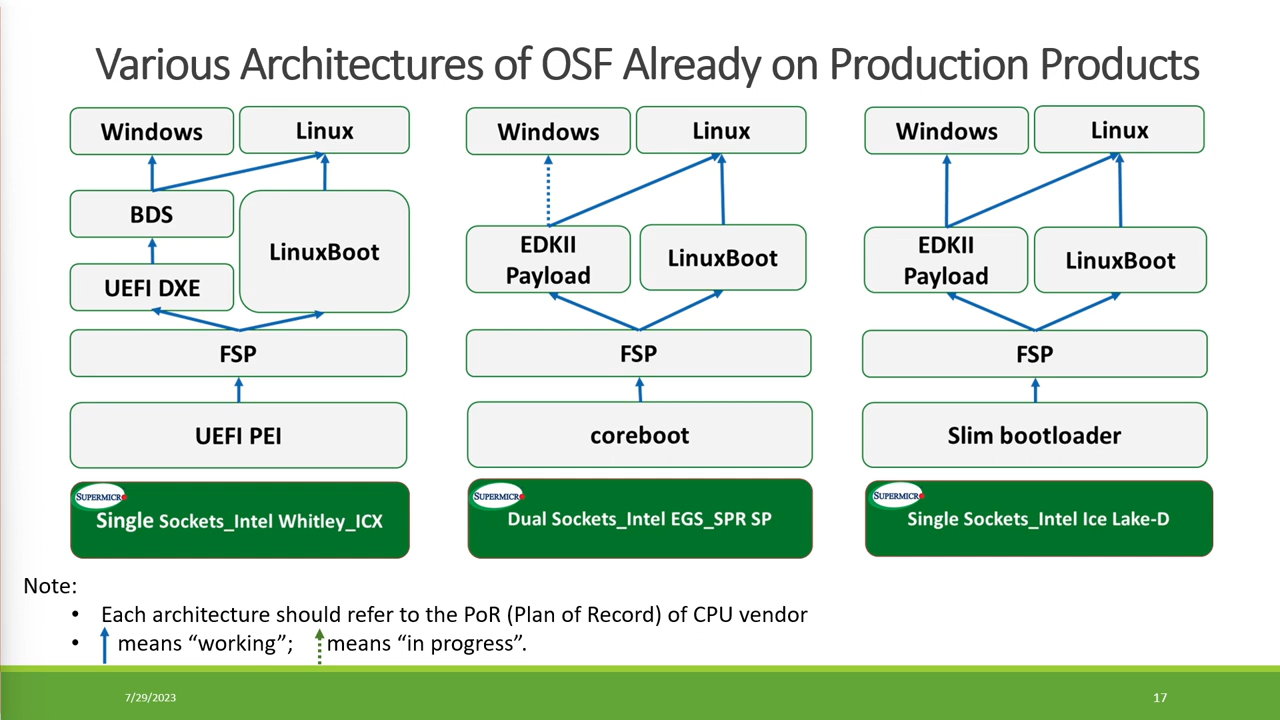 Various Architectures of OSF Already on Production Products
Windows
Linux
BDS
LinuxBoot
UEFI DXE
FSP
UEFI PEI
SUPERMICRO
Single Sockets_Intel Whitley_ICX
Windows
Linux
EDKII
Payload
LinuxBoot
FSP
coreboot
SUPERMICRO
Dual Sockets_Intel EGS_SPR SP
Windows
Linux
EDKII
Payload
LinuxBoot
FSP
Slim bootloader
SUPERMICRO
Single Sockets_Intel Ice Lake-D
Note:
• Each architecture should refer to the PoR (Plan of Record) of CPU vendor
• means “working”; means “in progress”.
7/29/2023
17